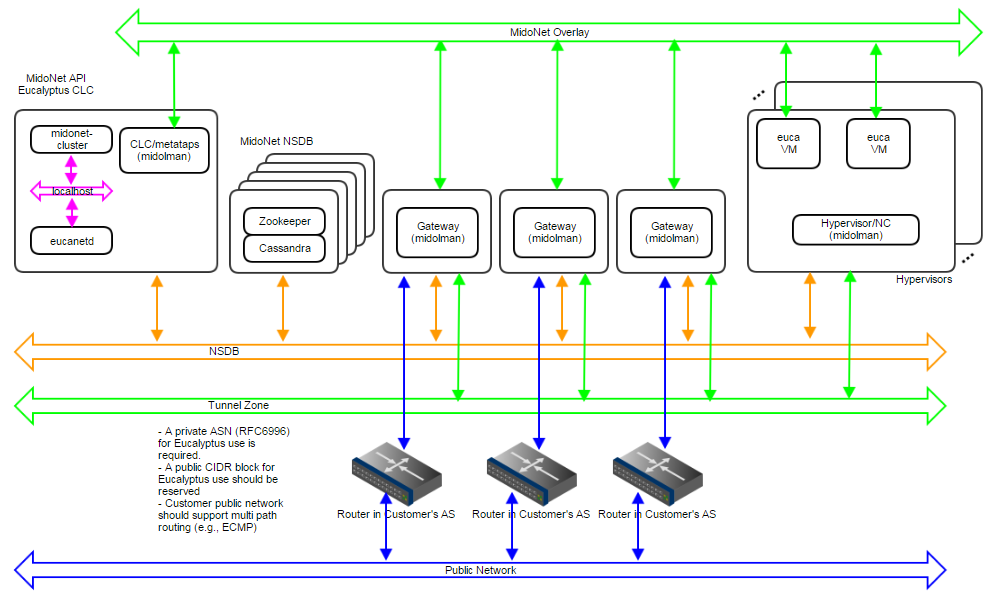 MidoNet Overlay
MidoNet API
Eucalyptus CLC
midonet-
cluster
CLC/metataps
(midolman)
localhost
eucanetd
MidoNet NSDB
Zookeeper
Cassandra
Gateway
(midolman)
Gateway
(midolman)
Gateway
(midolman)
euca
VM
euca
VM
Hypervisor/NC
(midolman)
Hypervisors
NSDB
Tunnel Zone
- A private ASN (RFC6996)
for Eucalyptus use is
required.
- A public CIDR block for
Eucalyptus use should be
reserved
- Customer public network
should support multi path
routing (e.g., ECMP)
Router in Customer's AS
Router in Customer's AS
Router in Customer's AS
Public Network